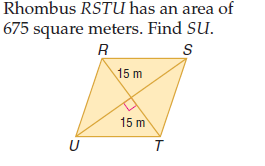 Rhombus RSTU has an area of
675 square meters. Find SU.
R S
15 m
15 m
U T